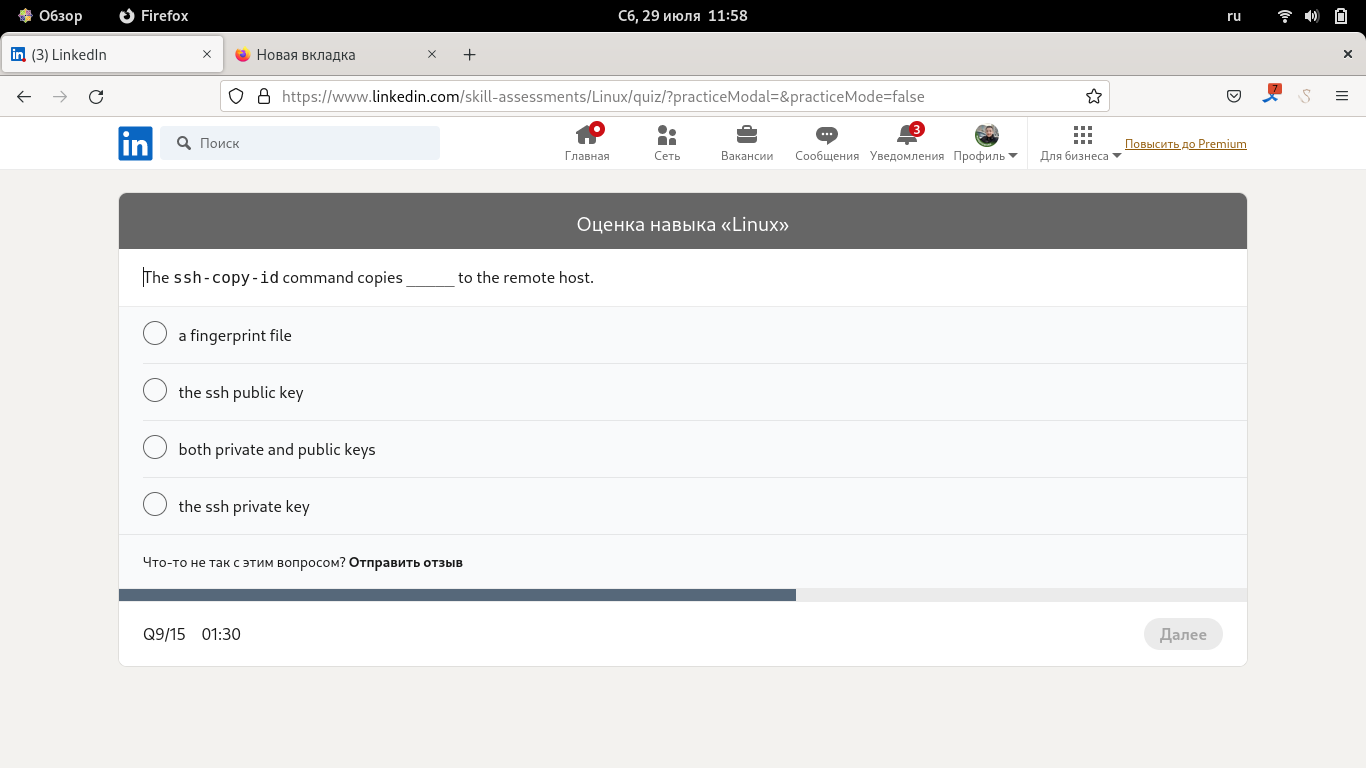 Обзор Firefox Сб, 29 июля 11:58 ru
(3) LinkedIn Новая вкладка
https://www.linkedin.com/skill-assessments/Linux/quiz/?practiceModal=&practiceMode=false 7
in Поиск Главная Сеть Вакансии Сообщения 3 Уведомления Профиль Для бизнеса Повысить до Premium
Оценка навыка «Linux»
The ssh-copy-id command copies ______ to the remote host.
a fingerprint file
the ssh public key
both private and public keys
the ssh private key
Что-то не так с этим вопросом? Отправить отзыв
Q9/15 01:30 Далее